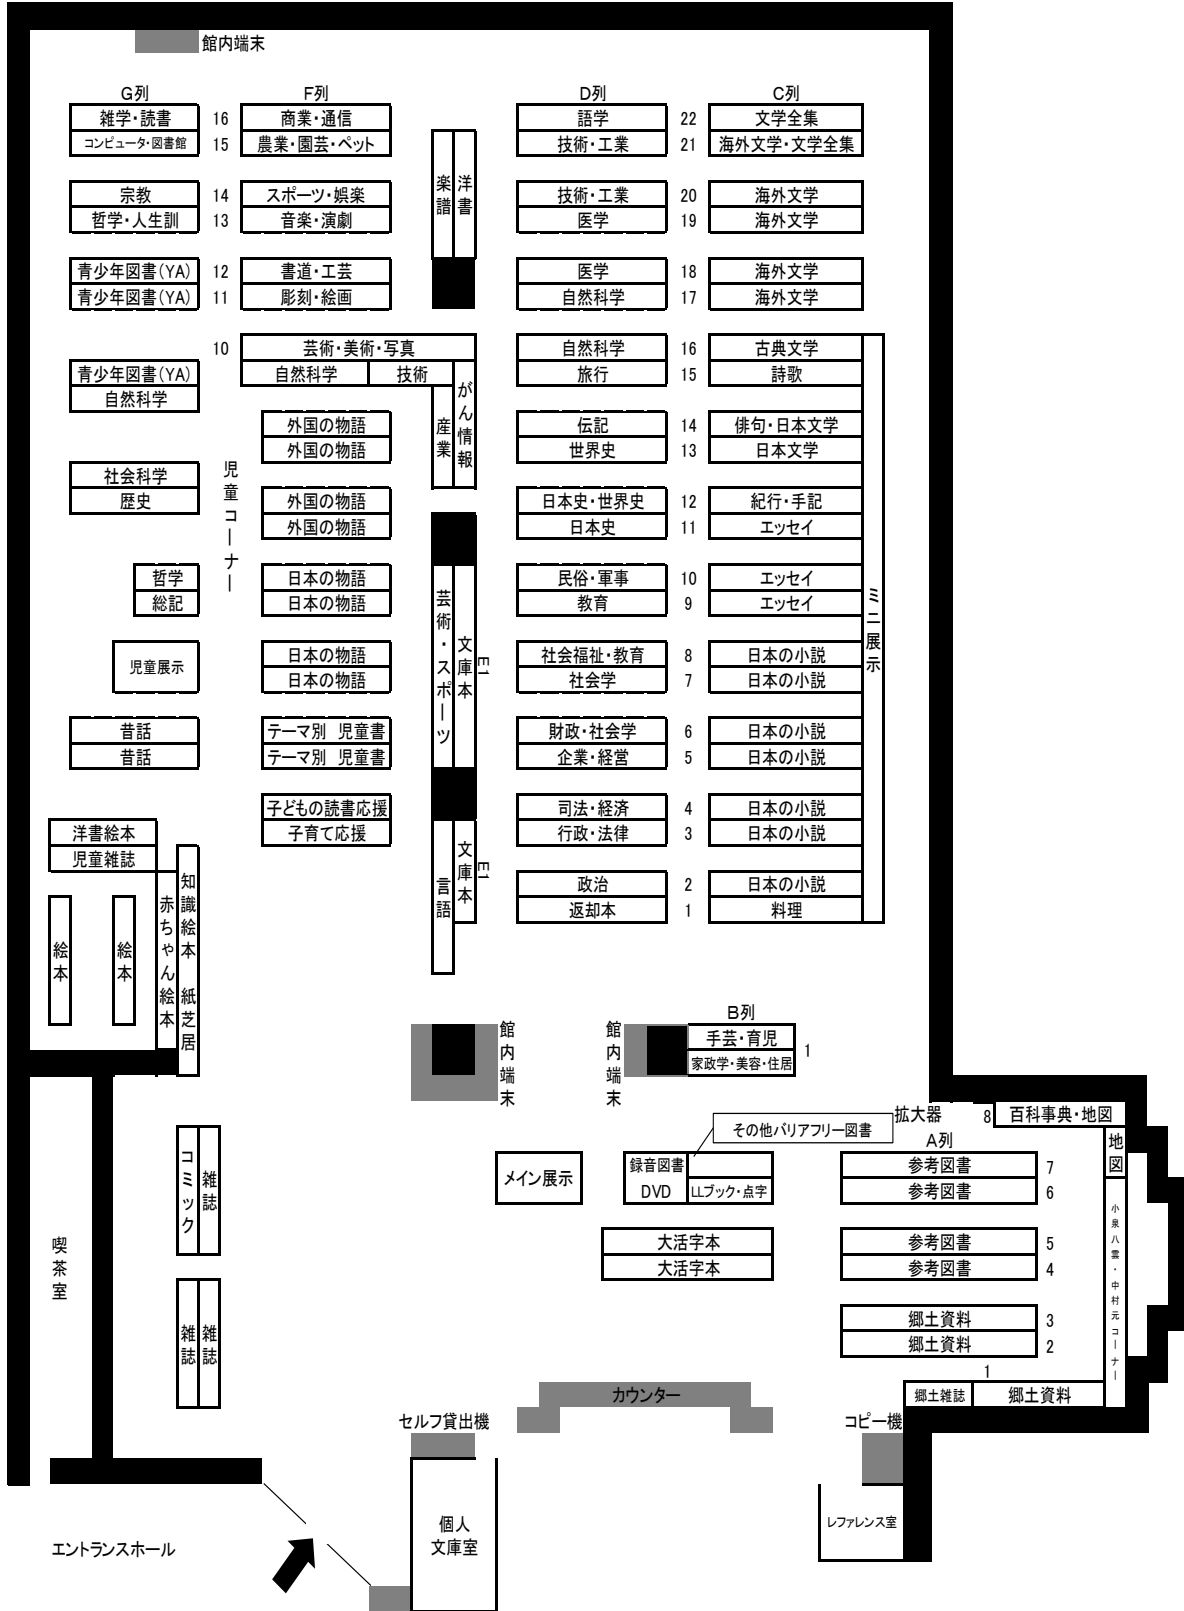 館内端末
G列
F列
D列
C列
雑学・読書 16 商業・通信
語学 22 文学全集
コンピュータ・図書館 15 農業・園芸・ペット
技術・工業 21 海外文学・文学全集
楽譜
洋書
宗教 14 スポーツ・娯楽
技術・工業 20 海外文学
哲学・人生訓 13 音楽・演劇
医学 19 海外文学
青少年図書(YA) 12 書道・工芸
医学 18 海外文学
青少年図書(YA) 11 彫刻・絵画
自然科学 17 海外文学
10 芸術・美術・写真
自然科学 16 古典文学
青少年図書(YA)
自然科学 技術
旅行 15 詩歌
自然科学
がん情報
産業
外国の物語
伝記 14 俳句・日本文学
外国の物語
世界史 13 日本文学
児童コーナー
社会科学
歴史
外国の物語
日本史・世界史 12 紀行・手記
外国の物語
日本史 11 エッセイ
哲学
日本の物語
民俗・軍事 10 エッセイ
総記
日本の物語
教育 9 エッセイ
ミニ展示
芸術・スポーツ
文庫本
E1
児童展示
日本の物語
社会福祉・教育 8 日本の小説
日本の物語
社会学 7 日本の小説
昔話
テーマ別 児童書
財政・社会学 6 日本の小説
昔話
テーマ別 児童書
企業・経営 5 日本の小説
子どもの読書応援
司法・経済 4 日本の小説
洋書絵本
子育て応援
行政・法律 3 日本の小説
児童雑誌
文庫本
E1
言語
政治 2 日本の小説
返却本 1 料理
知識絵本 紙芝居
赤ちゃん絵本
絵本
絵本
B列
館内端末
館内端末
手芸・育児
家政学・美容・住居
1
拡大器
8 百科事典・地図
その他バリアフリー図書
A列
地図
コミック
雑誌
メイン展示
録音図書
DVD
LLブック・点字
参考図書 7
参考図書 6
小泉八雲・中村元コーナー
大活字本
参考図書 5
大活字本
参考図書 4
喫茶室
雑誌
雑誌
郷土資料 3
郷土資料 2
1
カウンター
郷土雑誌 郷土資料
セルフ貸出機
コピー機
個人
文庫室
レファレンス室
エントランスホール